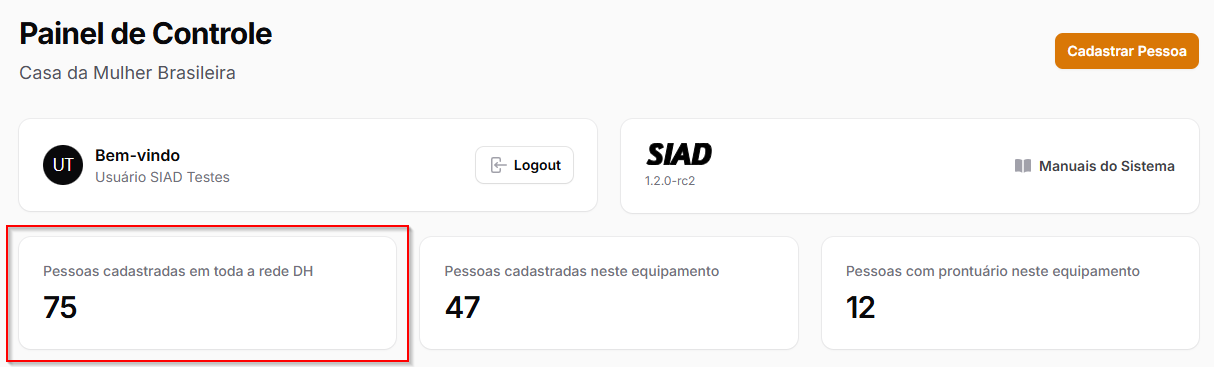 Painel de Controle
Casa da Mulher Brasileira
Cadastrar Pessoa
UT
Bem-vindo
Usuário SIAD Testes
Logout
SIAD
1.2.0-rc2
Manuais do Sistema
Pessoas cadastradas em toda a rede DH
75
Pessoas cadastradas neste equipamento
47
Pessoas com prontuário neste equipamento
12